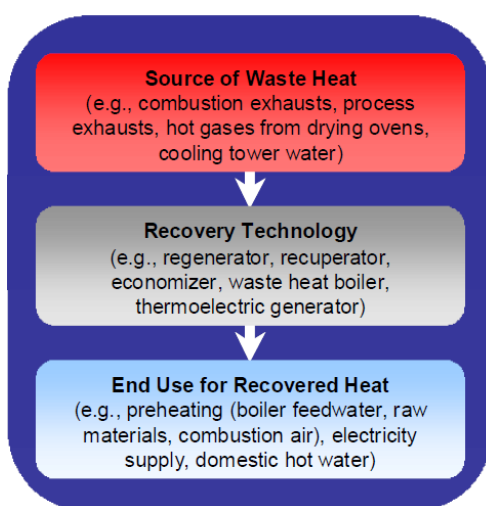 Source of Waste Heat
(e.g., combustion exhausts, process
exhausts, hot gases from drying ovens,
cooling tower water)
Recovery Technology
(e.g., regenerator, recuperator,
economizer, waste heat boiler,
thermoelectric generator)
End Use for Recovered Heat
(e.g., preheating (boiler feedwater, raw
materials, combustion air), electricity
supply, domestic hot water)